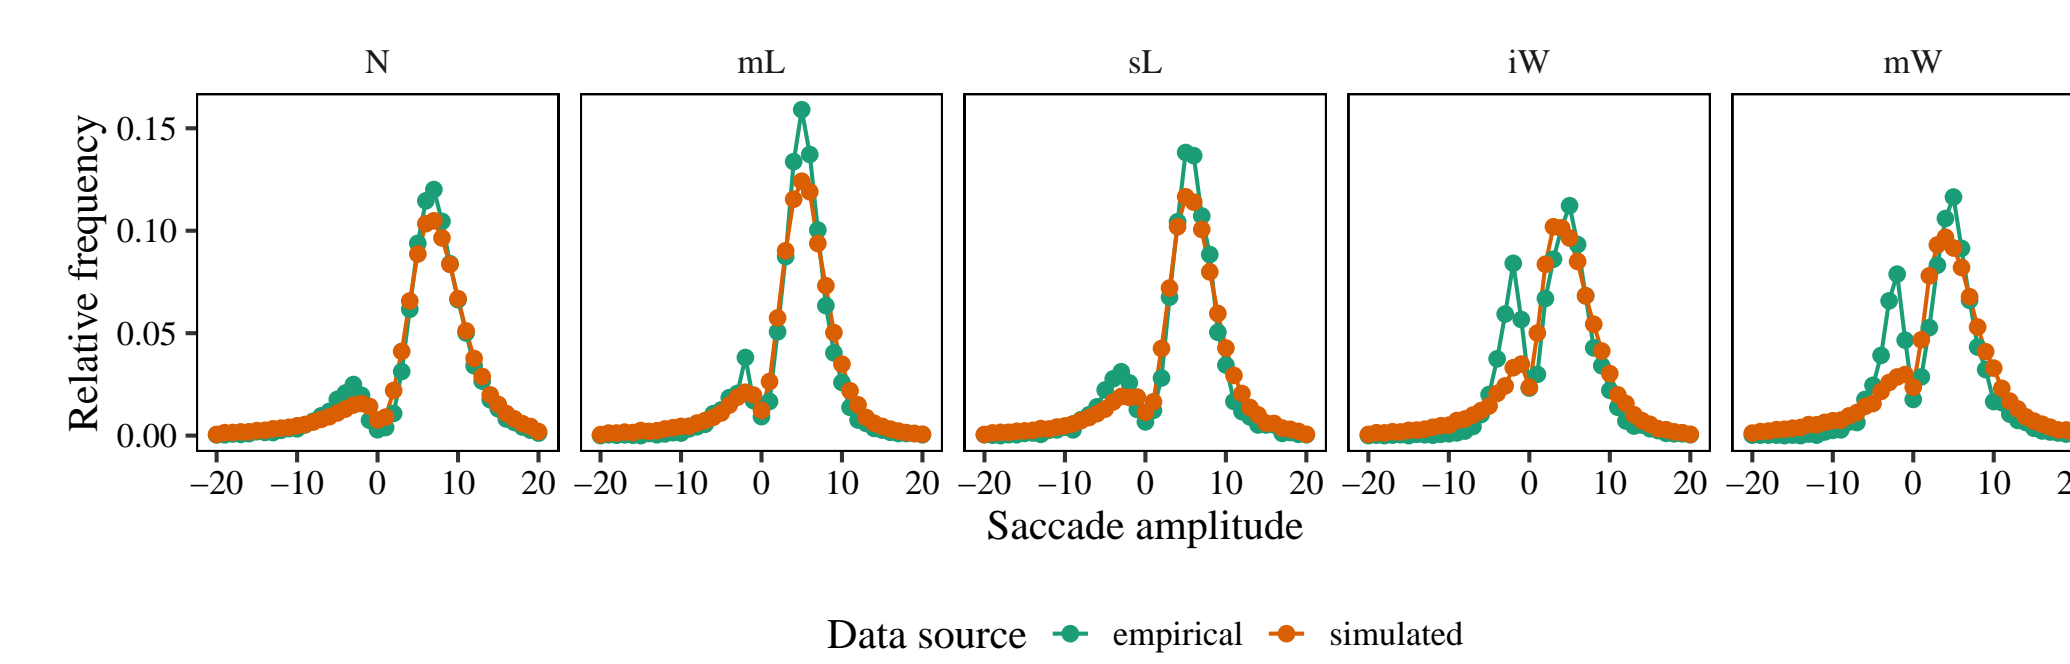 N mL sL iW mW
Relative frequency
0.15
0.10
0.05
0.00
−20 −10 0 10 20 −20 −10 0 10 20 −20 −10 0 10 20 −20 −10 0 10 20 −20 −10 0 10 2
Saccade amplitude
Data source empirical simulated